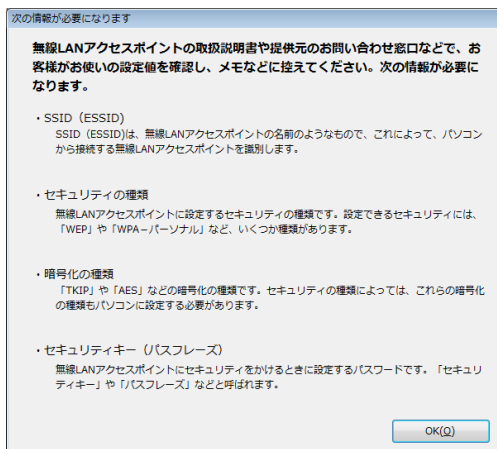 次の情報が必要になります
無線LANアクセスポイントの取扱説明書や提供元のお問い合わせ窓口などで、お
客様がお使いの設定値を確認し、メモなどに控えてください。次の情報が必要に
なります。
・SSID（ESSID)
SSID（ESSID)は、無線LANアクセスポイントの名前のようなもので、これによって、パソコン
から接続する無線LANアクセスポイントを識別します。
・セキュリティの種類
無線LANアクセスポイントに設定するセキュリティの種類です。設定できるセキュリティには、
「WEP」や「WPA－パーソナル」など、いくつか種類があります。
・暗号化の種類
「TKIP」や「AES」などの暗号化の種類です。セキュリティの種類によっては、これらの暗号化
の種類もパソコンに設定する必要があります。
・セキュリティキー（パスフレーズ）
無線LANアクセスポイントにセキュリティをかけるときに設定するパスワードです。「セキュリ
ティキー」や「パスフレーズ」などと呼ばれます。
OK(O)